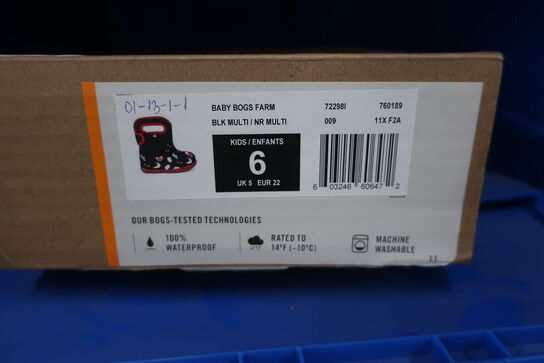 01-13-1-1
BABY BOGS FARM 72298I 760189
BLK MULTI / NR MULTI 009 11X F2A
KIDS / ENFANTS
6
UK 5 EUR 22
6 03246 60647 2
OUR BOGS-TESTED TECHNOLOGIES
100% WATERPROOF
RATED TO 14°F (-10°C)
MACHINE WASHABLE
11